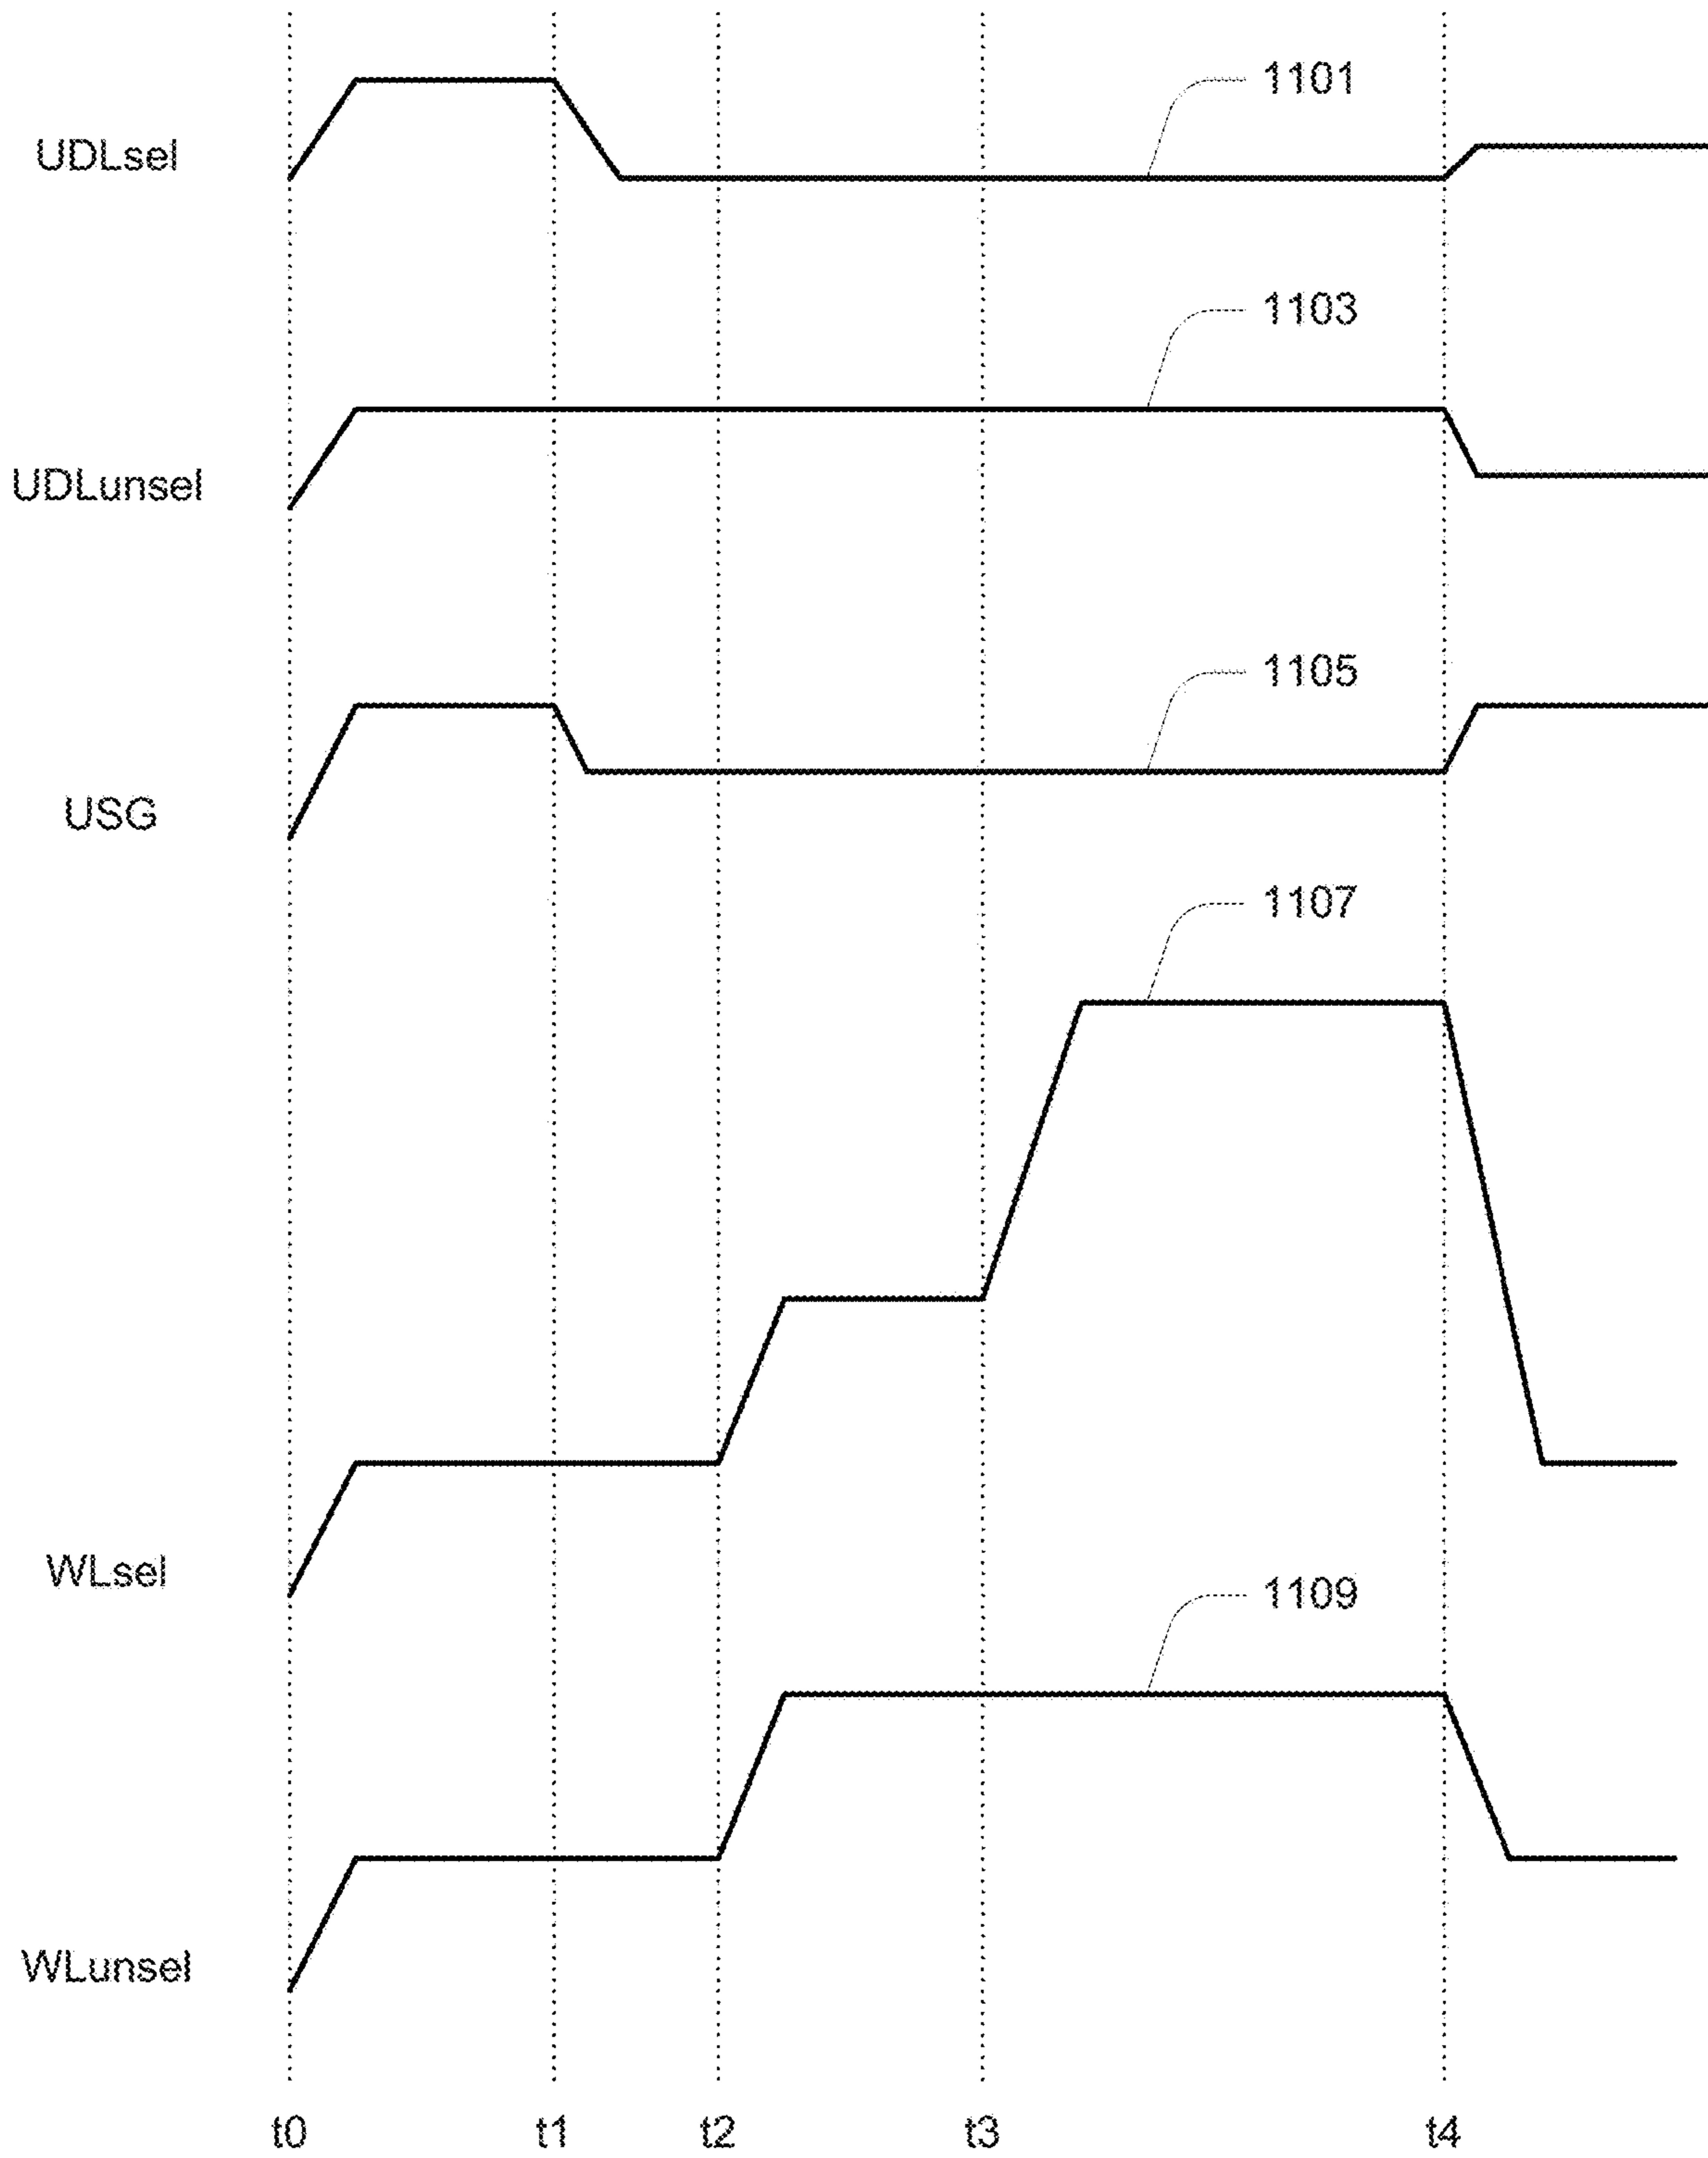 1101
UDLsel
1103
UDLunsel
1105
USG
1107
WLsel
1109
WLunsel
t0 t1 t2 t3 t4